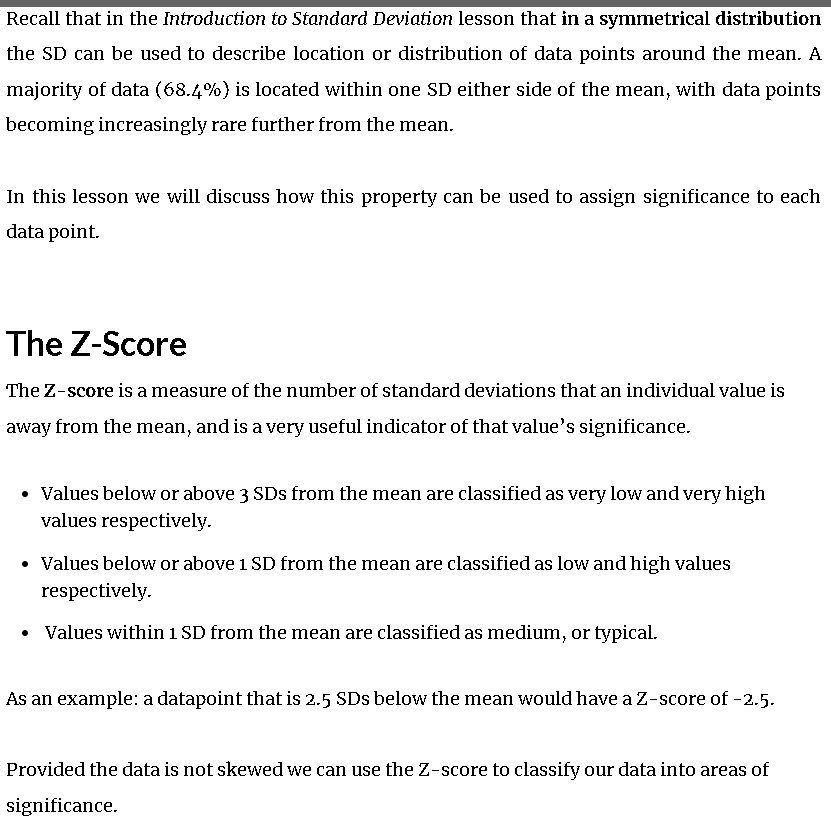 Recall that in the Introduction to Standard Deviation lesson that in a symmetrical distribution
the SD can be used to describe location or distribution of data points around the mean. A
majority of data (68.4%) is located within one SD either side of the mean, with data points
becoming increasingly rare further from the mean.
In this lesson we will discuss how this property can be used to assign significance to each
data point.
The Z-Score
The Z-score is a measure of the number of standard deviations that an individual value is
away from the mean, and is a very useful indicator of that value's significance.
• Values below or above 3 SDs from the mean are classified as very low and very high
values respectively.
• Values below or above 1 SD from the mean are classified as low and high values
respectively.
• Values within 1 SD from the mean are classified as medium, or typical.
As an example: a datapoint that is 2.5 SDs below the mean would have a Z-score of -2.5.
Provided the data is not skewed we can use the Z-score to classify our data into areas of
significance.